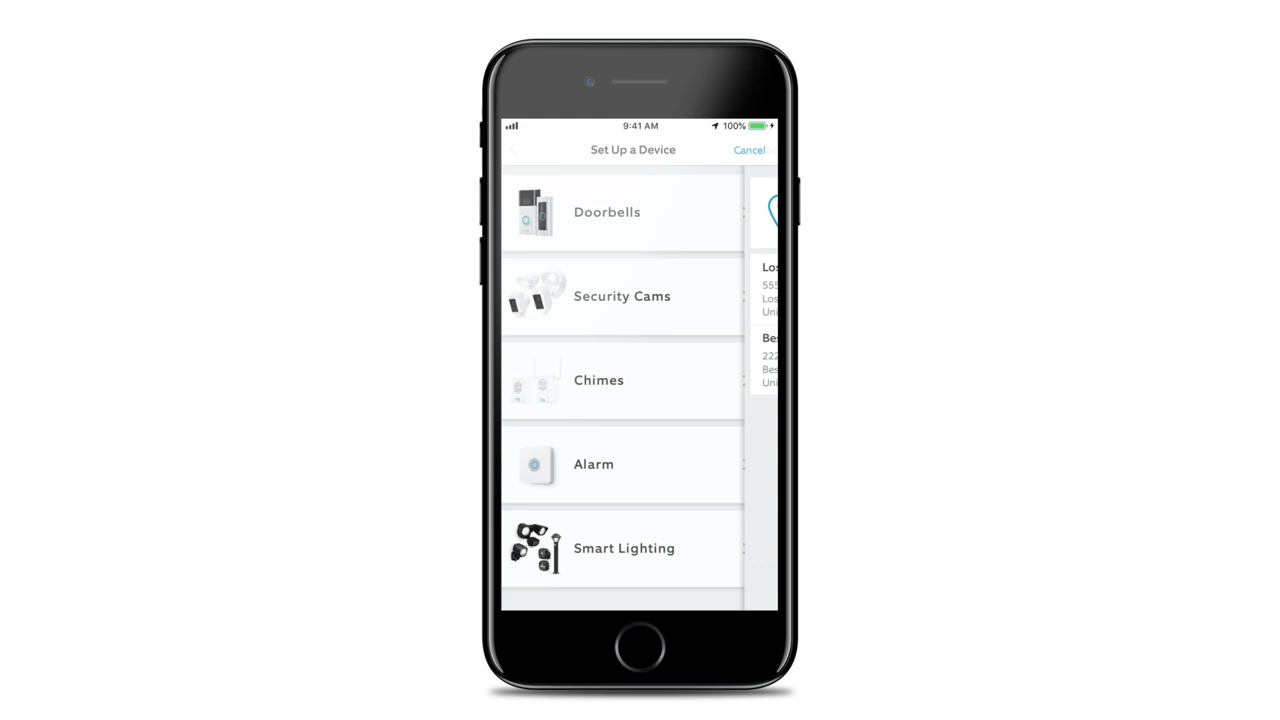 9:41 AM
100%
Set Up a Device
Cancel
Doorbells
Security Cams
Chimes
Alarm
Smart Lighting
Los
555
Los
Uni
Bes
222
Bes
Uni